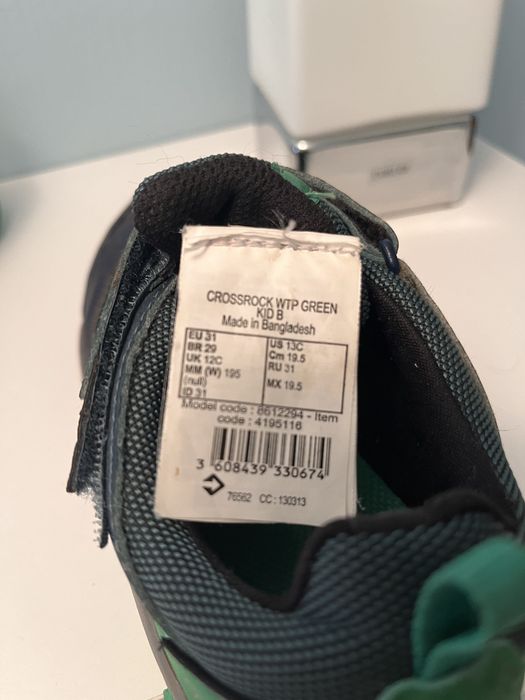 CROSSROCK WTP GREEN
KID B
Made in Bangladesh
EU 31
BR 29
UK 12C
MM (W) 195
(null)
ID 31
US 13C
Cm 19.5
RU 31
MX 19.5
Model code : 8612294 - Item
code : 4195116
3 608439 330674
76562 CC : 130313